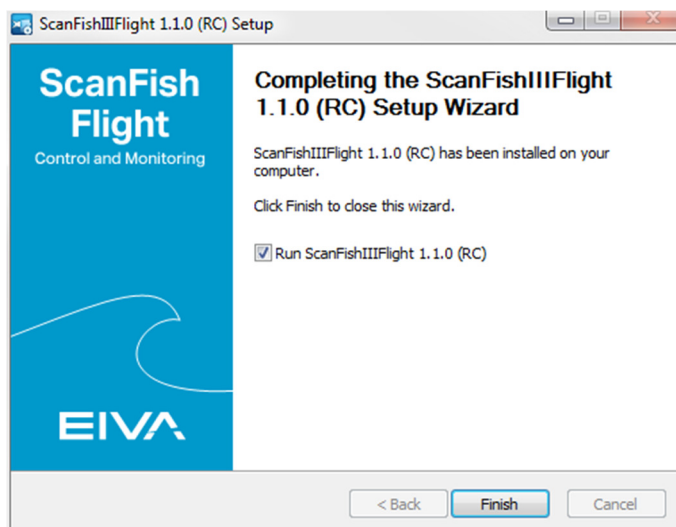 ScanFishIIIFlight 1.1.0 (RC) Setup
ScanFish
Flight
Control and Monitoring
EIVA
Completing the ScanFishIIIFlight
1.1.0 (RC) Setup Wizard
ScanFishIIIFlight 1.1.0 (RC) has been installed on your
computer.
Click Finish to close this wizard.
Run ScanFishIIIFlight 1.1.0 (RC)
< Back
Finish
Cancel